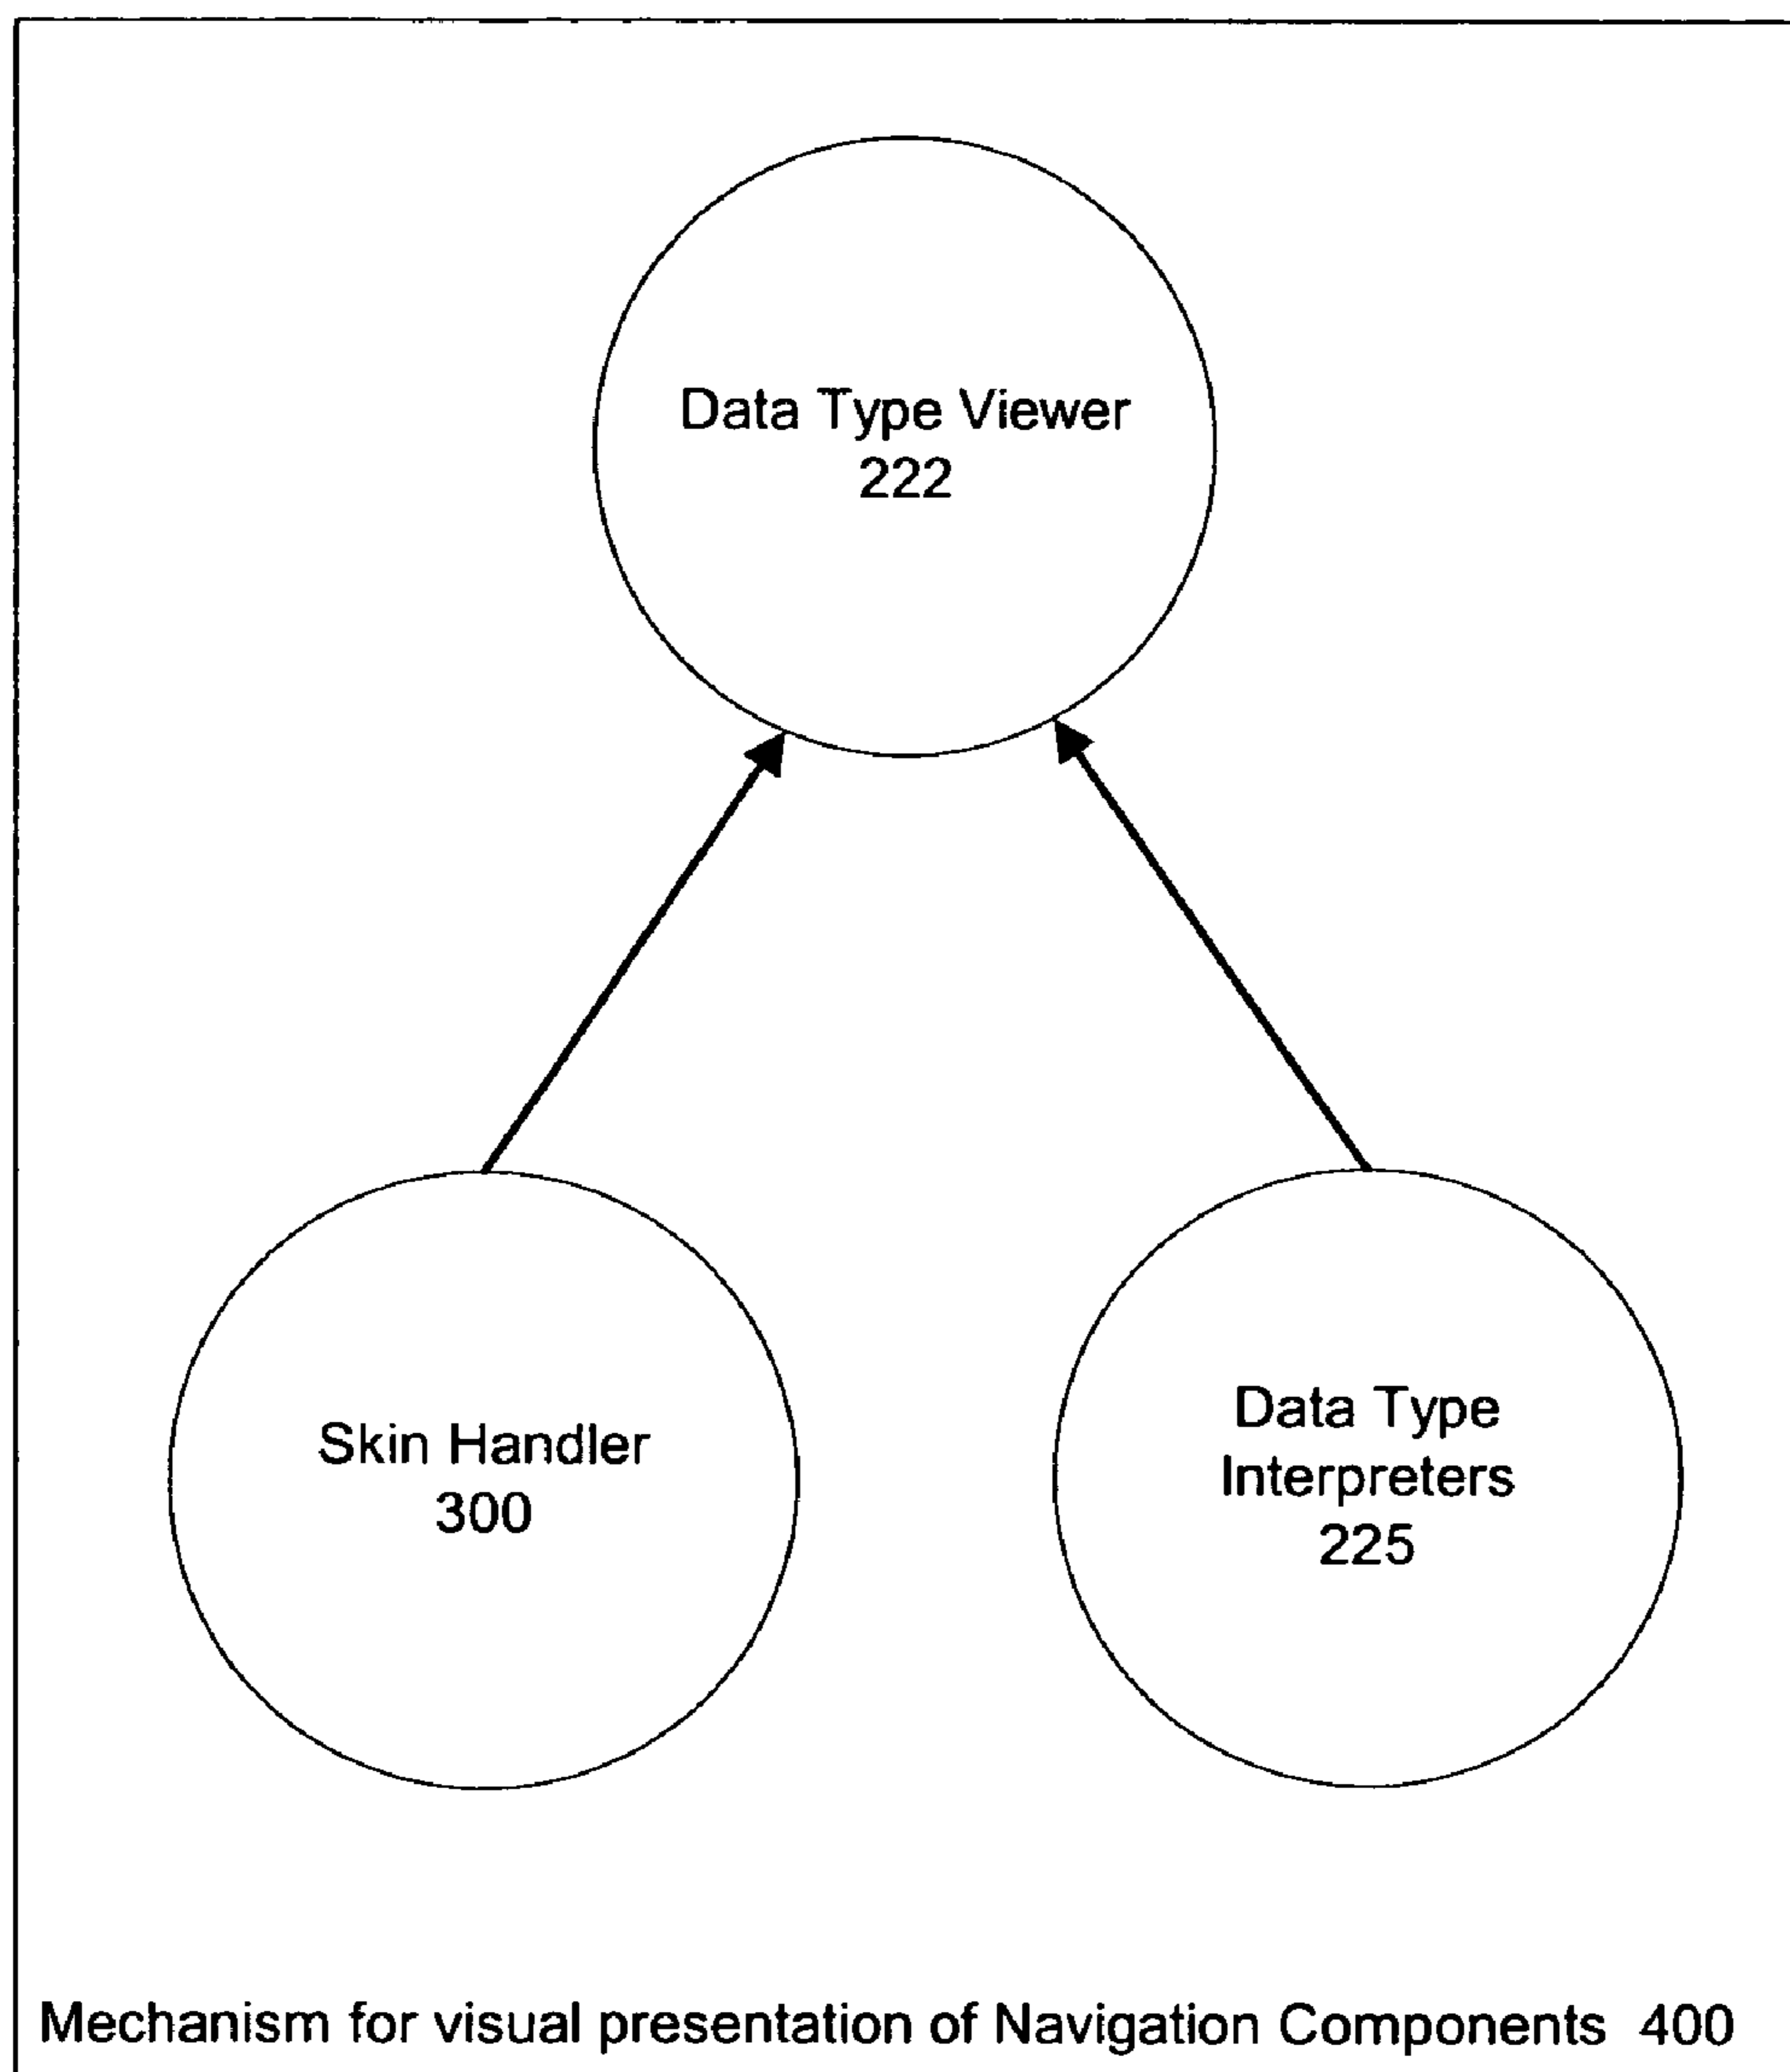 Data Type Viewer
222
Skin Handler
300
Data Type
Interpreters
225
Mechanism for visual presentation of Navigation Components 400